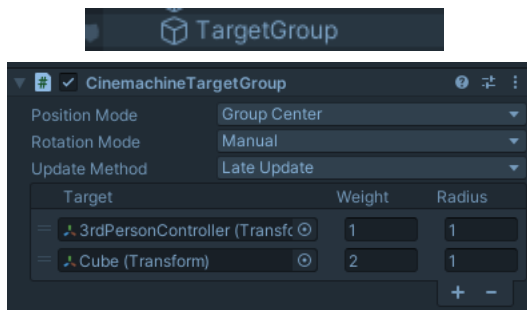 TargetGroup
# CinemachineTargetGroup
Position Mode Group Center
Rotation Mode Manual
Update Method Late Update
Target Weight Radius
3rdPersonController (Transfo 1 1
Cube (Transform) 2 1
+ -